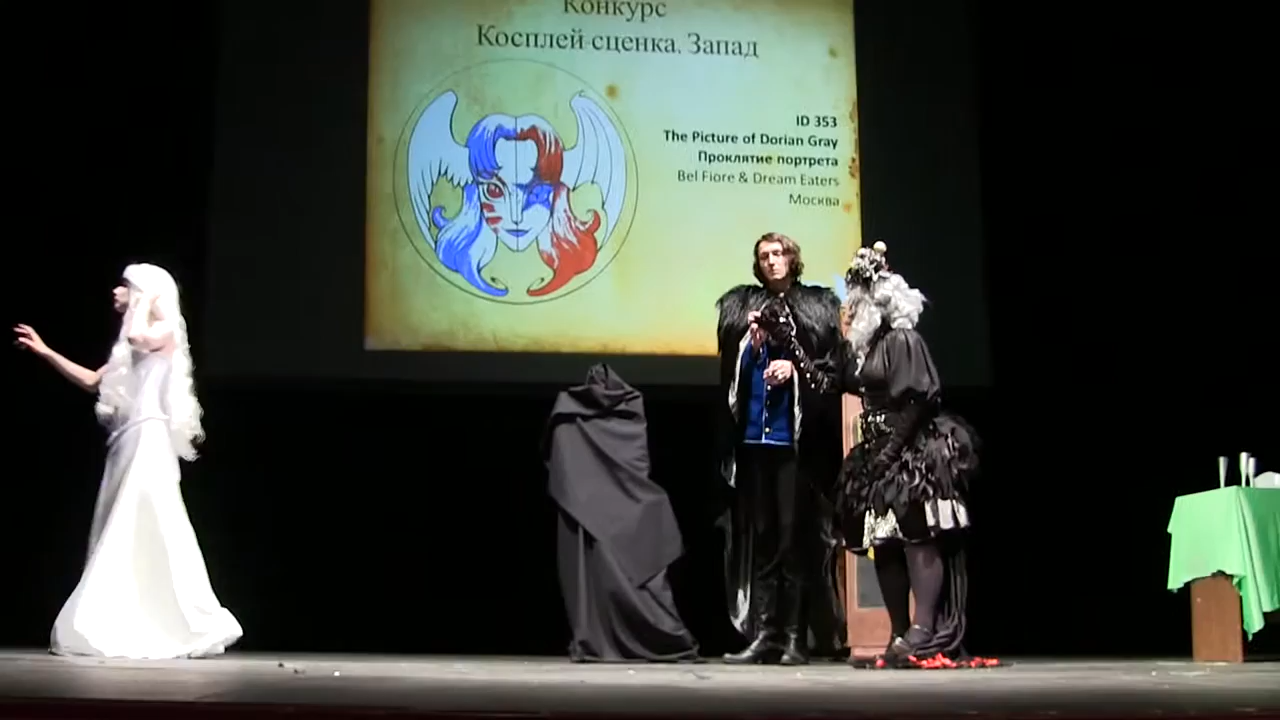 Конкурс
Косплей-сценка. Запад
ID 353
The Picture of Dorian Gray
Проклятие портрета
Bel Fiore & Dream Eaters
Москва